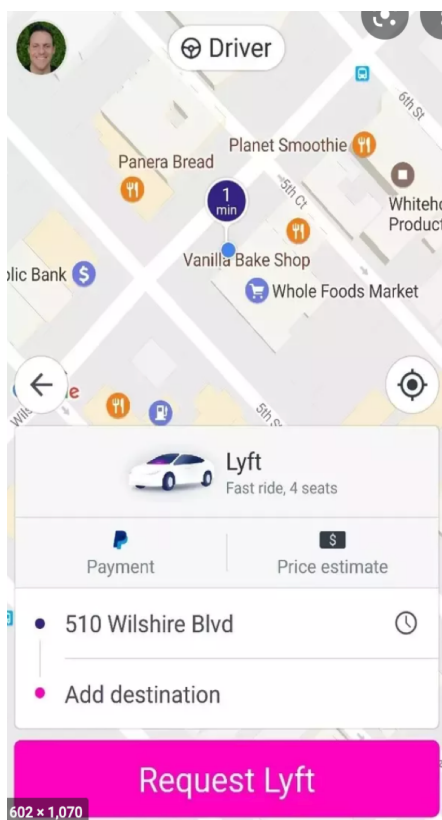 Driver
6th St
Planet Smoothie
Panera Bread
5th Ct
1
min
Whiteho
Product
Vanilla Bake Shop
lic Bank
Whole Foods Market
e
Wils
5th S
Lyft
Fast ride, 4 seats
Payment
Price estimate
510 Wilshire Blvd
Add destination
Request Lyft
602 × 1,070